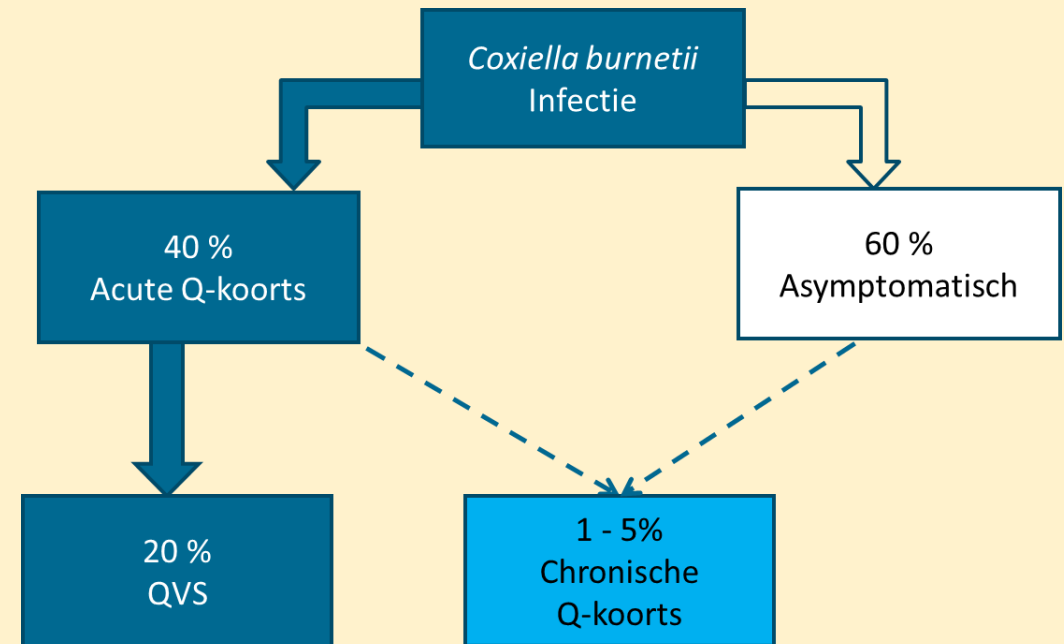 Coxiella burnetii
Infectie
40 %
Acute Q-koorts
60 %
Asymptomatisch
20 %
QVS
1 - 5%
Chronische
Q-koorts